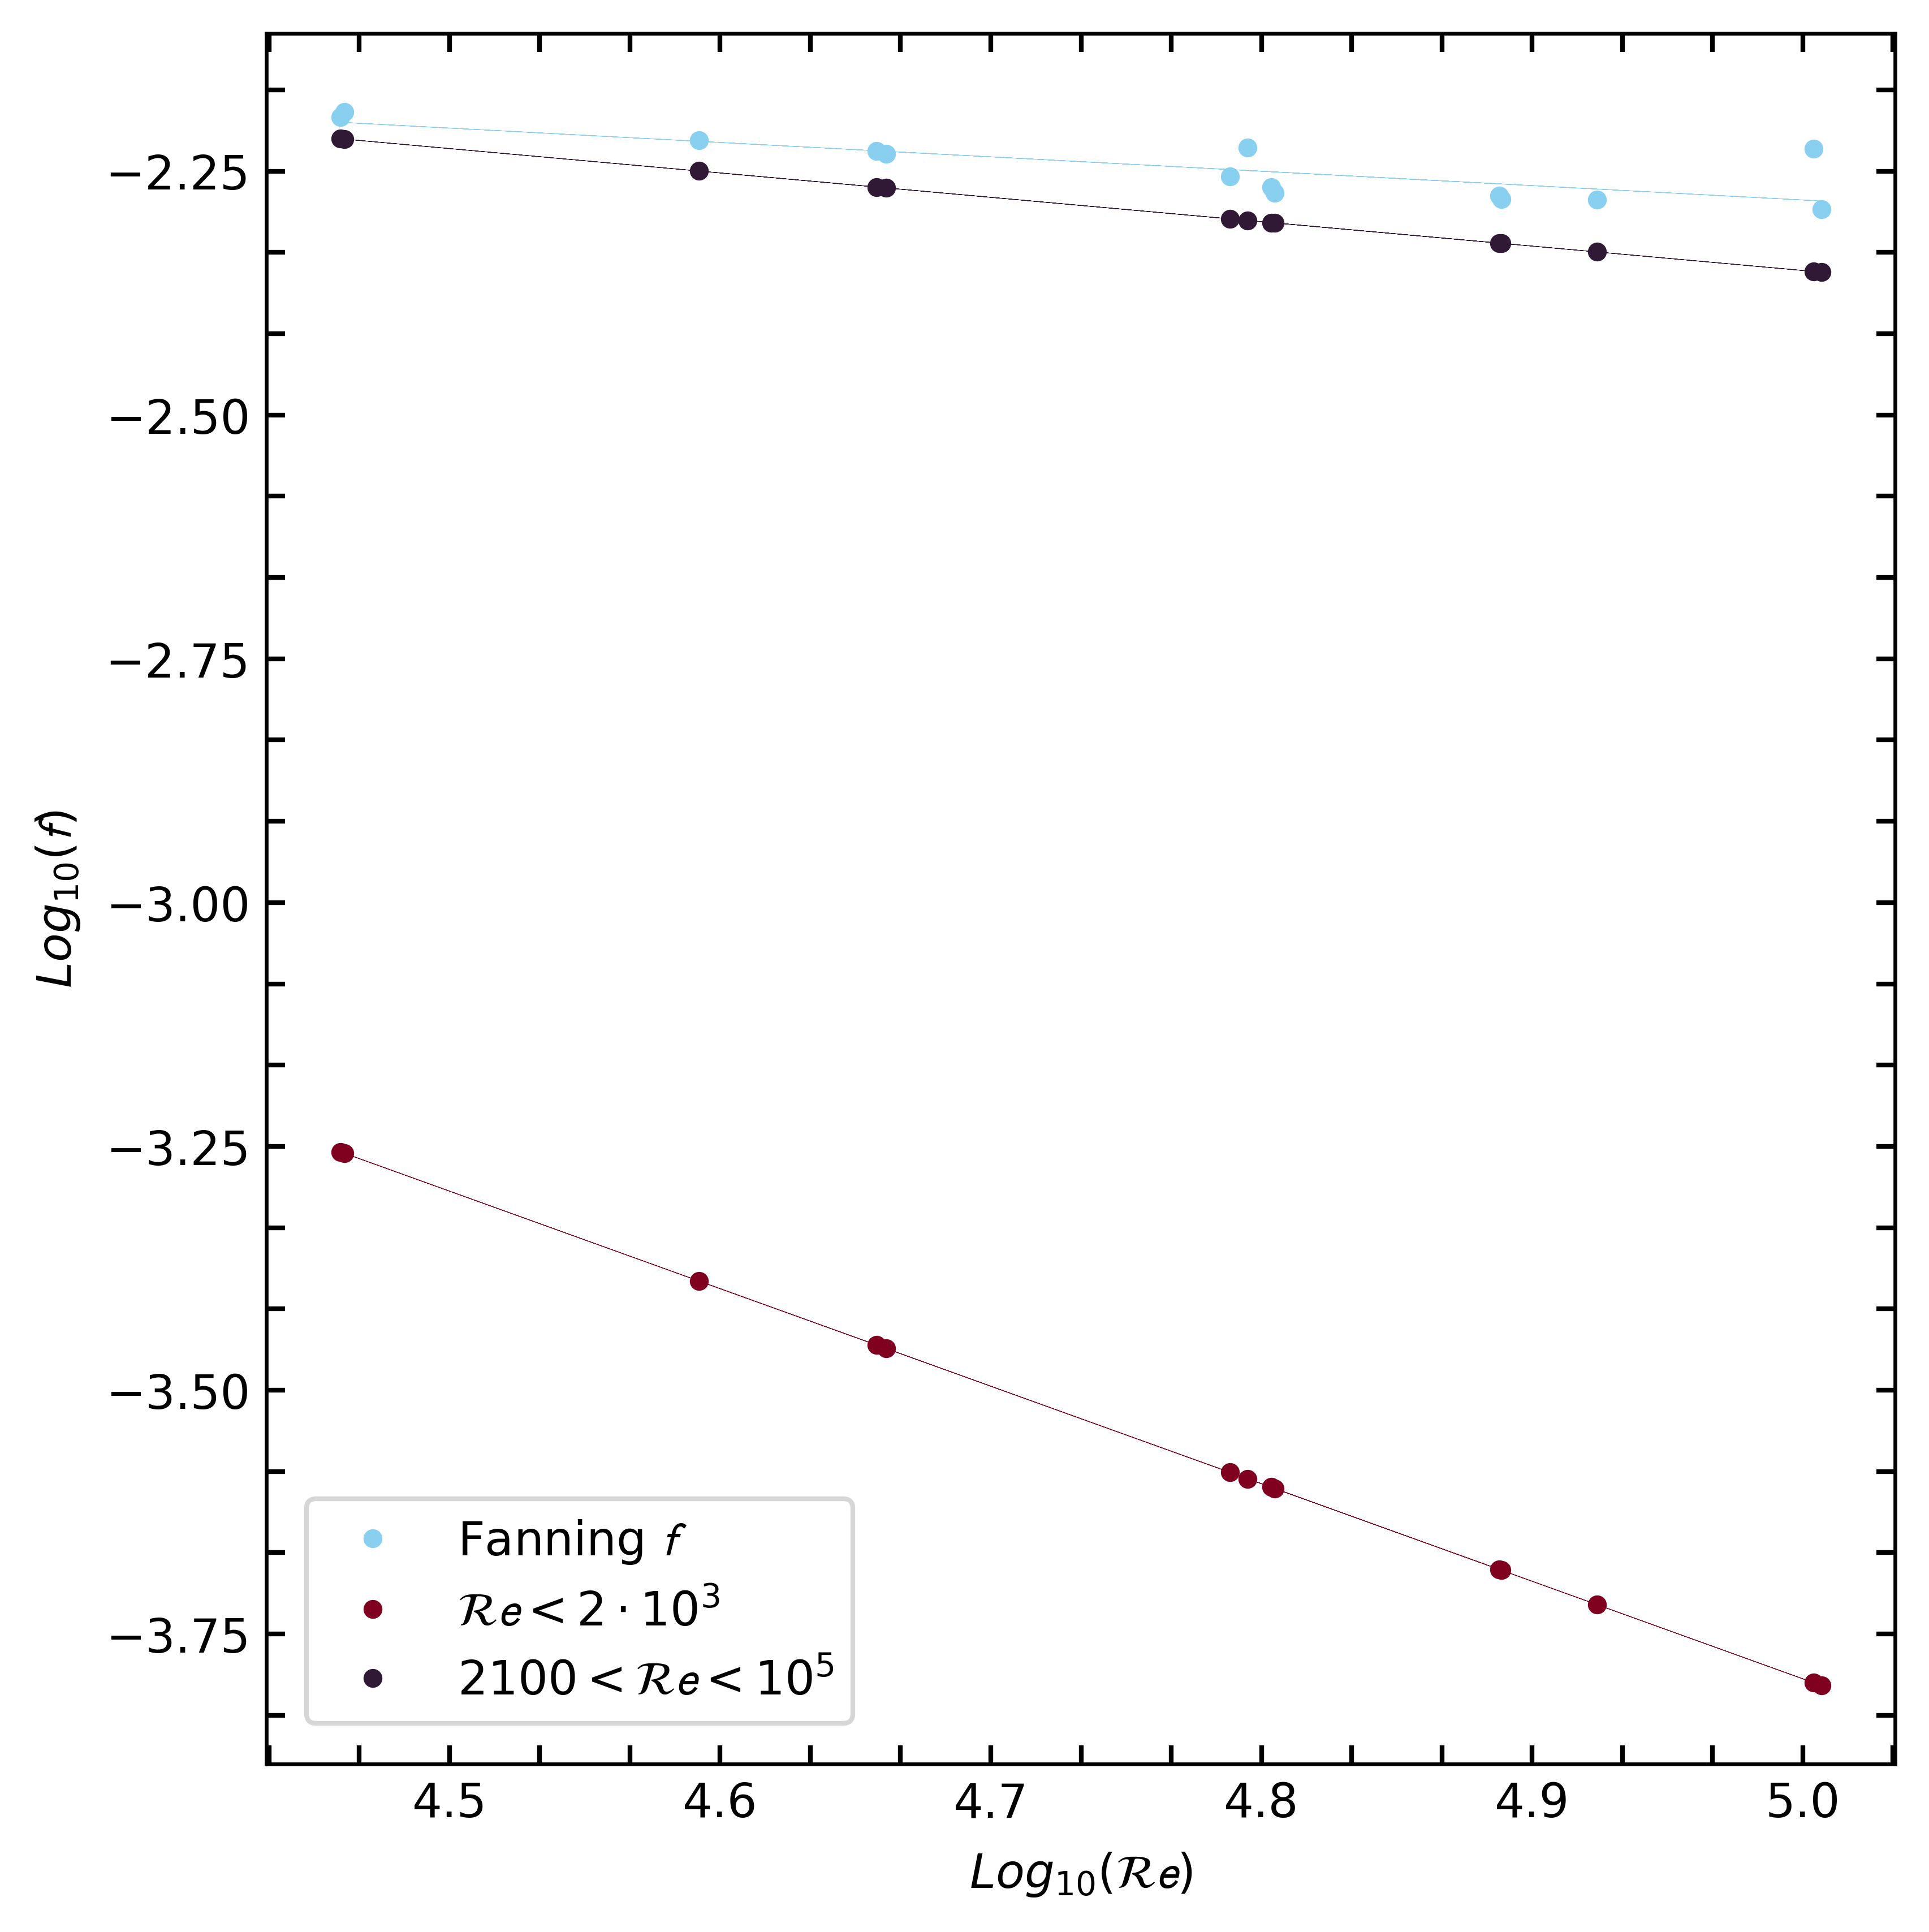 −2.25
−2.50
−2.75
−3.00
−3.25
−3.50
−3.75
Log₁₀(f)
Fanning f
ℛe < 2 · 10³
2100 < ℛe < 10⁵
4.5 4.6 4.7 4.8 4.9 5.0
Log₁₀(ℛe)